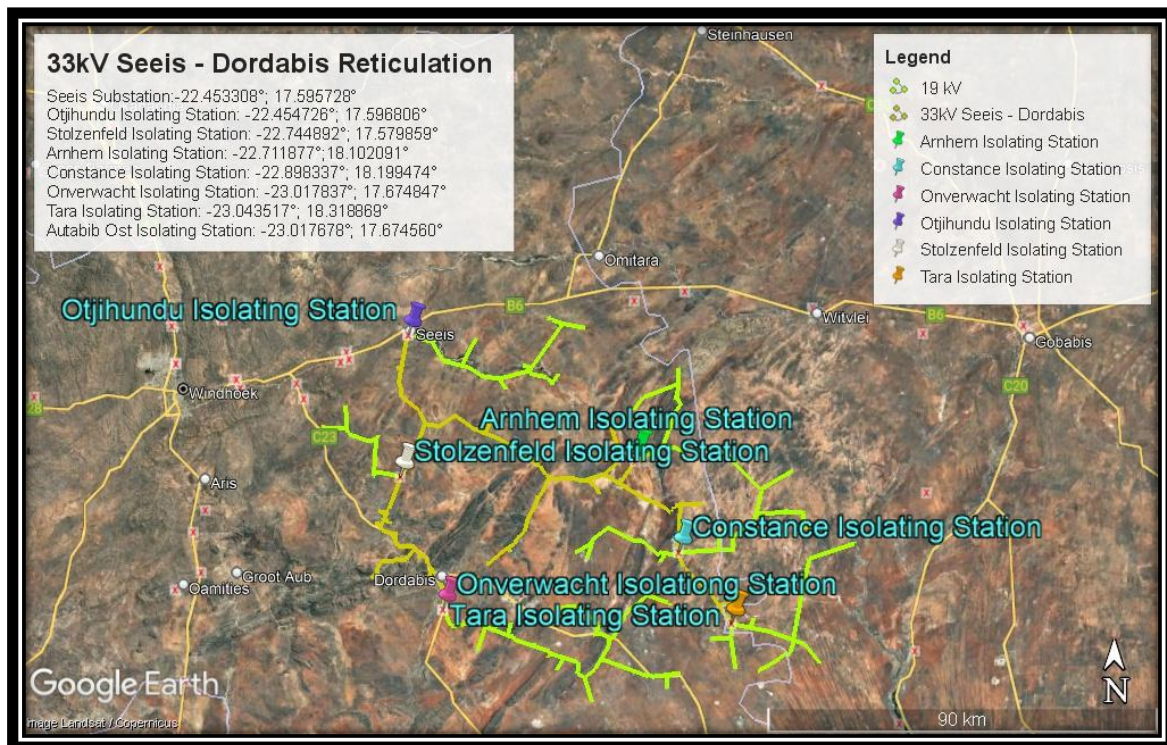 33kV Seeis - Dordabis Reticulation
Seeis Substation:-22.453308°; 17.595728°
Otjihundu Isolating Station: -22.454726°; 17.596806°
Stolzenfeld Isolating Station: -22.744892°; 17.579859°
Arnhem Isolating Station: -22.711877°;18.102091°
Constance Isolating Station: -22.898337°; 18.199474°
Onverwacht Isolating Station: -23.017837°; 17.674847°
Tara Isolating Station: -23.043517°; 18.318869°
Autabib Ost Isolating Station: -23.017678°; 17.674560°
Legend
19 kV
33kV Seeis - Dordabis
Arnhem Isolating Station
Constance Isolating Station
Onverwacht Isolating Station
Otjihundu Isolating Station
Stolzenfeld Isolating Station
Tara Isolating Station
Steinhausen
Omitara
Otjihundu Isolating Station
B6
Seeis
Witvlei
B6
Gobabis
Windhoek
C20
28
C23
Arnhem Isolating Station
Stolzenfeld Isolating Station
Aris
Constance Isolating Station
Groot Aub
Oamities
Dordabis
Onverwacht Isolationg Station
Tara Isolating Station
Google Earth
Image Landsat / Copernicus
N
90 km